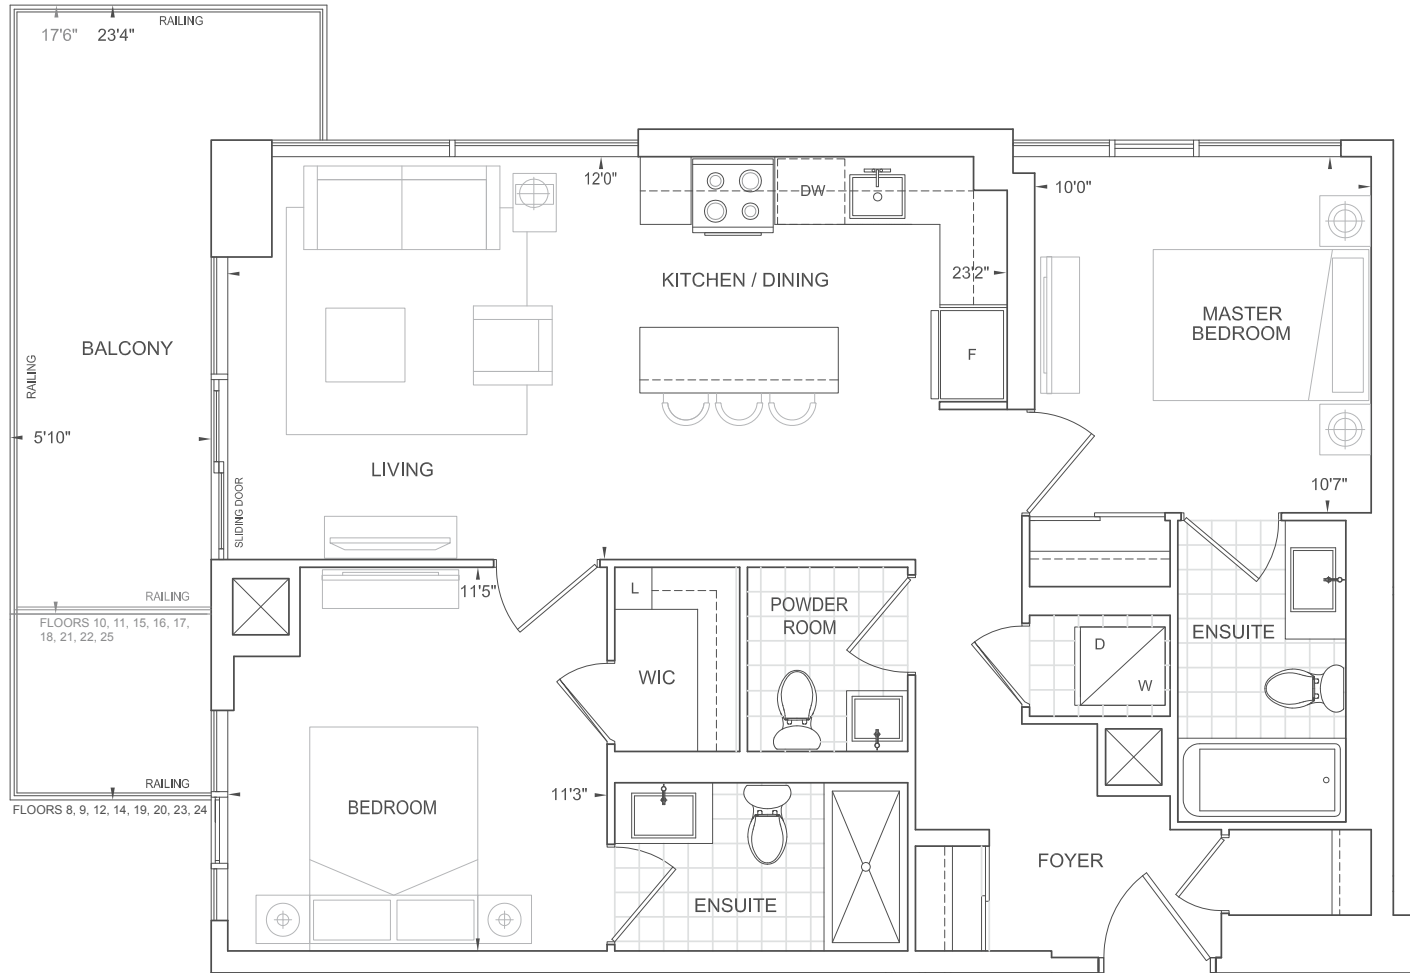 RAILING
17'6" 23'4"
12'0"
DW
10'0"
23'2"
KITCHEN / DINING
MASTER
BEDROOM
BALCONY
F
RAILING
5'10"
LIVING
SLIDING DOOR
10'7"
11'5"
L
RAILING
FLOORS 10, 11, 15, 16, 17,
18, 21, 22, 25
POWDER
ROOM
ENSUITE
D
W
WIC
RAILING
FLOORS 8, 9, 12, 14, 19, 20, 23, 24
11'3"
BEDROOM
FOYER
ENSUITE